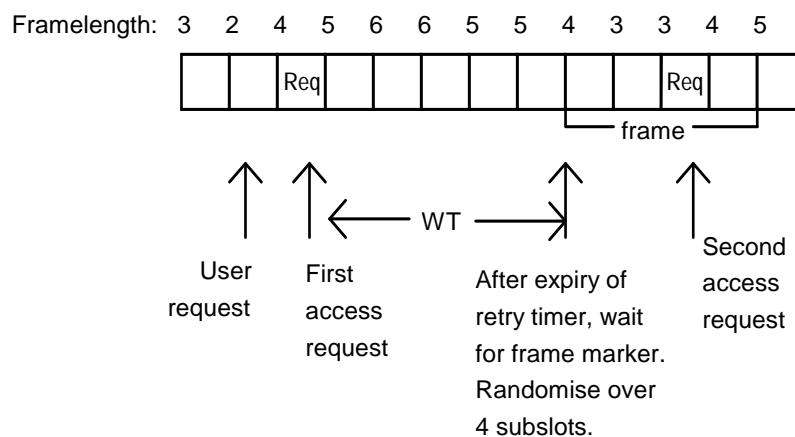 Framelength: 3 2 4 5 6 6 5 5 4 3 3 4 5
Req
Req
frame
WT
User
request
First
access
request
After expiry of
retry timer, wait
for frame marker.
Randomise over
4 subslots.
Second
access
request